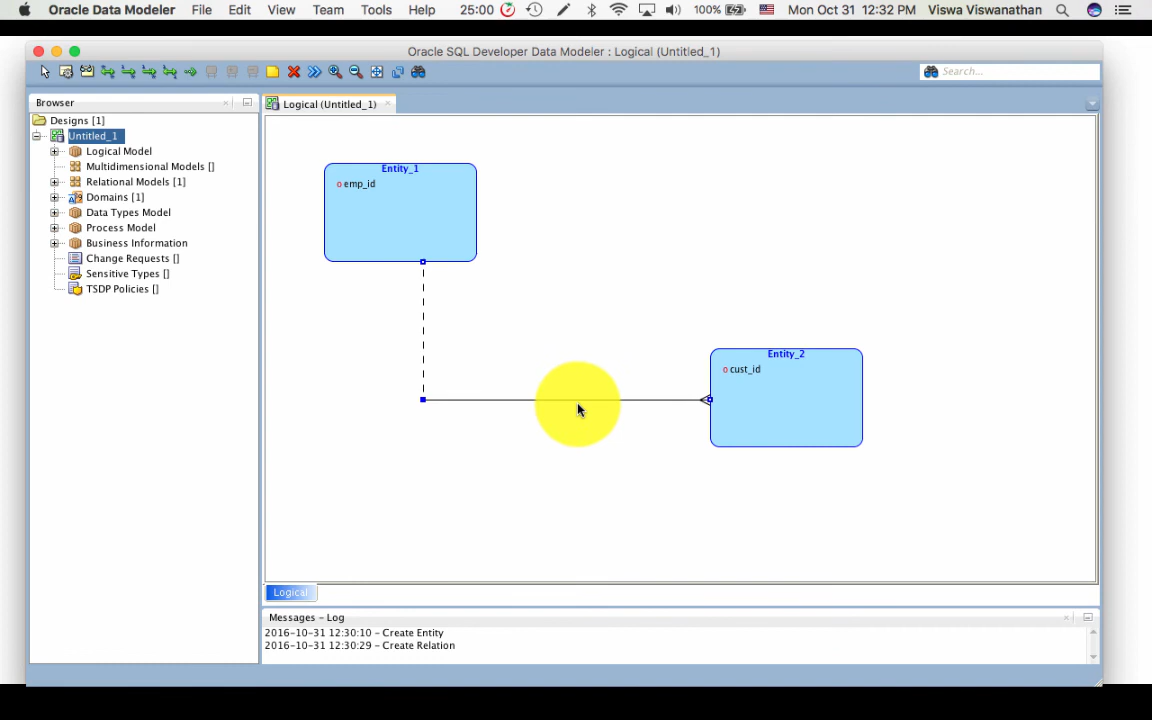 Oracle Data Modeler File Edit View Team Tools Help 25:00 100% Mon Oct 31 12:32 PM Viswa Viswanathan
Oracle SQL Developer Data Modeler : Logical (Untitled_1)
Search...
Browser
Logical (Untitled_1)
Designs [1]
Untitled_1
Logical Model
Multidimensional Models []
Relational Models [1]
Domains [1]
Data Types Model
Process Model
Business Information
Change Requests []
Sensitive Types []
TSDP Policies []
Entity_1
o emp_id
Entity_2
o cust_id
Logical
Messages - Log
2016-10-31 12:30:10 - Create Entity
2016-10-31 12:30:29 - Create Relation